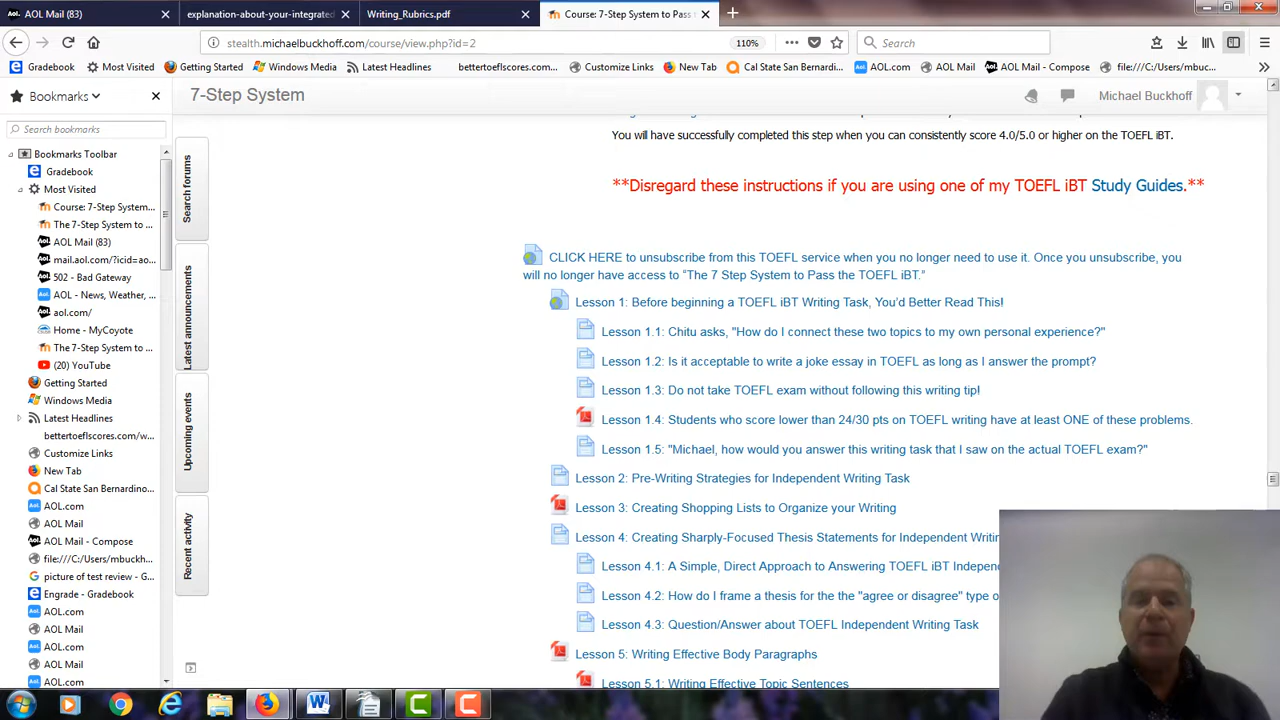 AOL Mail (83)
explanation-about-your-integrated
Writing_Rubrics.pdf
Course: 7-Step System to Pass
stealth.michaelbuckhoff.com/course/view.php?id=2
110%
Search
Gradebook
Most Visited
Getting Started
Windows Media
Latest Headlines
bettertoeflscores.com...
Customize Links
New Tab
Cal State San Bernardino...
AOL.com
AOL Mail
AOL Mail - Compose
file:///C:/Users/mbuc...
Bookmarks
7-Step System
Michael Buckhoff
Search bookmarks
Bookmarks Toolbar
Gradebook
Most Visited
Course: 7-Step System...
The 7-Step System to ...
AOL Mail (83)
mail.aol.com/?icid=ao...
502 - Bad Gateway
AOL - News, Weather, ...
aol.com/
Home - MyCoyote
The 7-Step System to ...
(20) YouTube
Getting Started
Windows Media
Latest Headlines
bettertoeflscores.com/w...
Customize Links
New Tab
Cal State San Bernardino...
AOL.com
AOL Mail
AOL Mail - Compose
file:///C:/Users/mbuckh...
picture of test review - G...
Engrade - Gradebook
AOL.com
AOL Mail
AOL.com
AOL Mail
Search forums
Latest announcements
Upcoming events
Recent activity
You will have successfully completed this step when you can consistently score 4.0/5.0 or higher on the TOEFL iBT.
**Disregard these instructions if you are using one of my TOEFL iBT Study Guides.**
CLICK HERE to unsubscribe from this TOEFL service when you no longer need to use it. Once you unsubscribe, you
will no longer have access to “The 7 Step System to Pass the TOEFL iBT.”
Lesson 1: Before beginning a TOEFL iBT Writing Task, You’d Better Read This!
Lesson 1.1: Chitu asks, "How do I connect these two topics to my own personal experience?"
Lesson 1.2: Is it acceptable to write a joke essay in TOEFL as long as I answer the prompt?
Lesson 1.3: Do not take TOEFL exam without following this writing tip!
Lesson 1.4: Students who score lower than 24/30 pts on TOEFL writing have at least ONE of these problems.
Lesson 1.5: "Michael, how would you answer this writing task that I saw on the actual TOEFL exam?"
Lesson 2: Pre-Writing Strategies for Independent Writing Task
Lesson 3: Creating Shopping Lists to Organize your Writing
Lesson 4: Creating Sharply-Focused Thesis Statements for Independent Writin
Lesson 4.1: A Simple, Direct Approach to Answering TOEFL iBT Indepen
Lesson 4.2: How do I frame a thesis for the the "agree or disagree" type o
Lesson 4.3: Question/Answer about TOEFL Independent Writing Task
Lesson 5: Writing Effective Body Paragraphs
Lesson 5.1: Writing Effective Topic Sentences